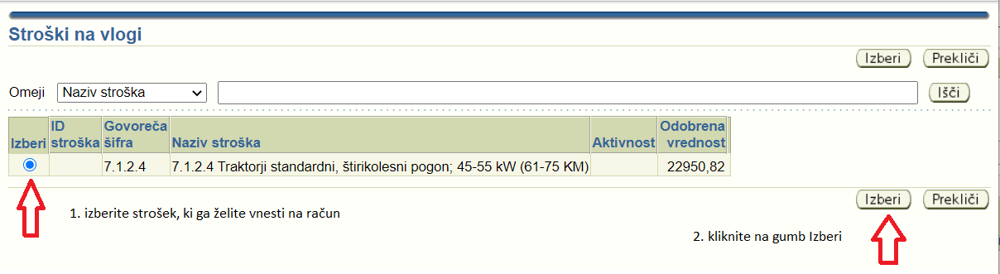 Stroški na vlogi
Izberi Prekliči
Omeji Naziv stroška Išči
Izberi ID stroška Govoreča šifra Naziv stroška Aktivnost Odobrena vrednost
7.1.2.4 7.1.2.4 Traktorji standardni, štirikolesni pogon; 45-55 kW (61-75 KM) 22950,82
Izberi Prekliči
1. izberite strošek, ki ga želite vnesti na račun
2. kliknite na gumb Izberi